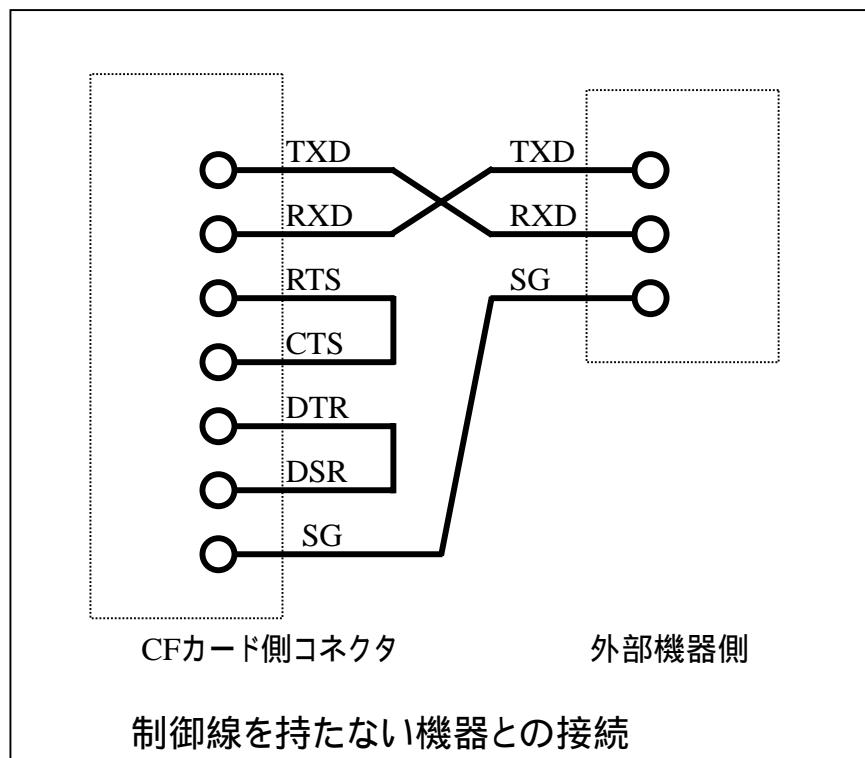 TXD TXD
RXD RXD
RTS SG
CTS
DTR
DSR
SG
CFカード側コネクタ 外部機器側
制御線を持たない機器との接続